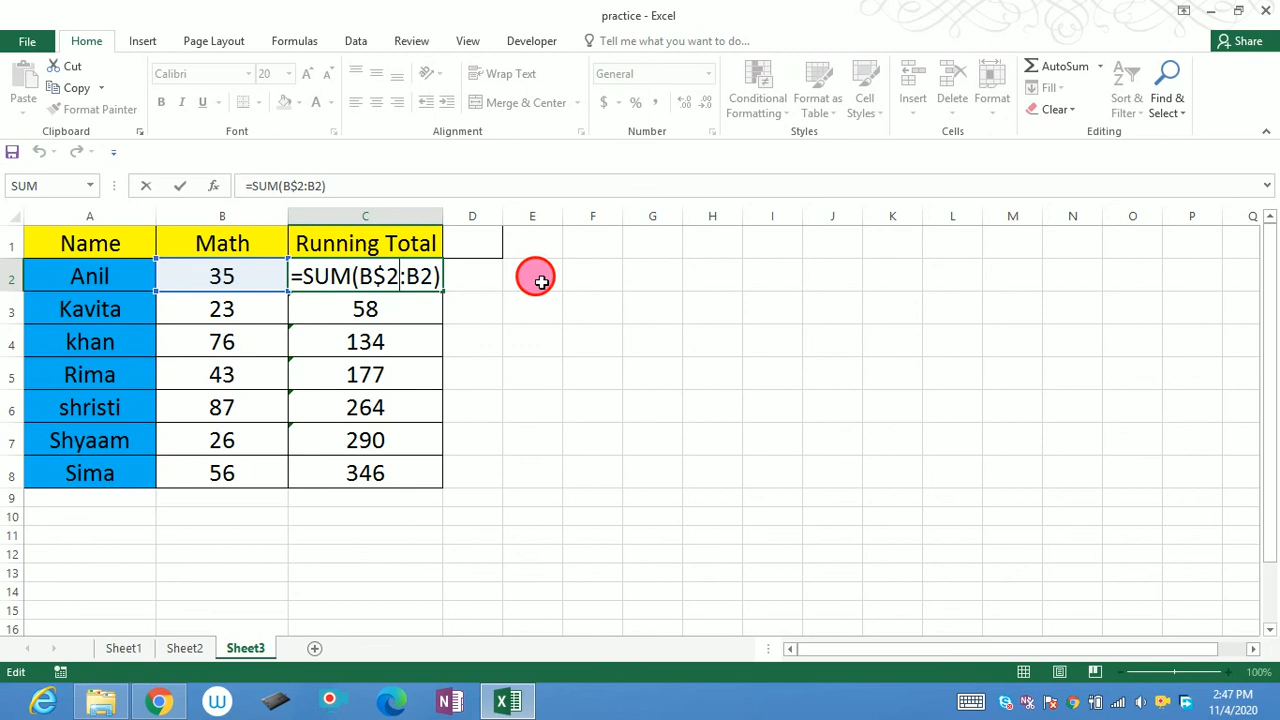 practice - Excel
File Home Insert Page Layout Formulas Data Review View Developer Tell me what you want to do... Share
Paste Cut Copy Format Painter Clipboard
Calibri 20 B I U A A A Font
Wrap Text Merge & Center Alignment
General $ % , Number
Conditional Formatting Format as Table Cell Styles Styles
Insert Delete Format Cells
AutoSum Fill Clear Sort & Filter Find & Select Editing
SUM fx =SUM(B$2:B2)
A B C D E F G H I J K L M N O P Q
1 Name Math Running Total
2 Anil 35 =SUM(B$2:B2)
3 Kavita 23 58
4 khan 76 134
5 Rima 43 177
6 shristi 87 264
7 Shyaam 26 290
8 Sima 56 346
9
10
11
12
13
14
15
16
Sheet1 Sheet2 Sheet3
Edit 100%
2:47 PM
11/4/2020